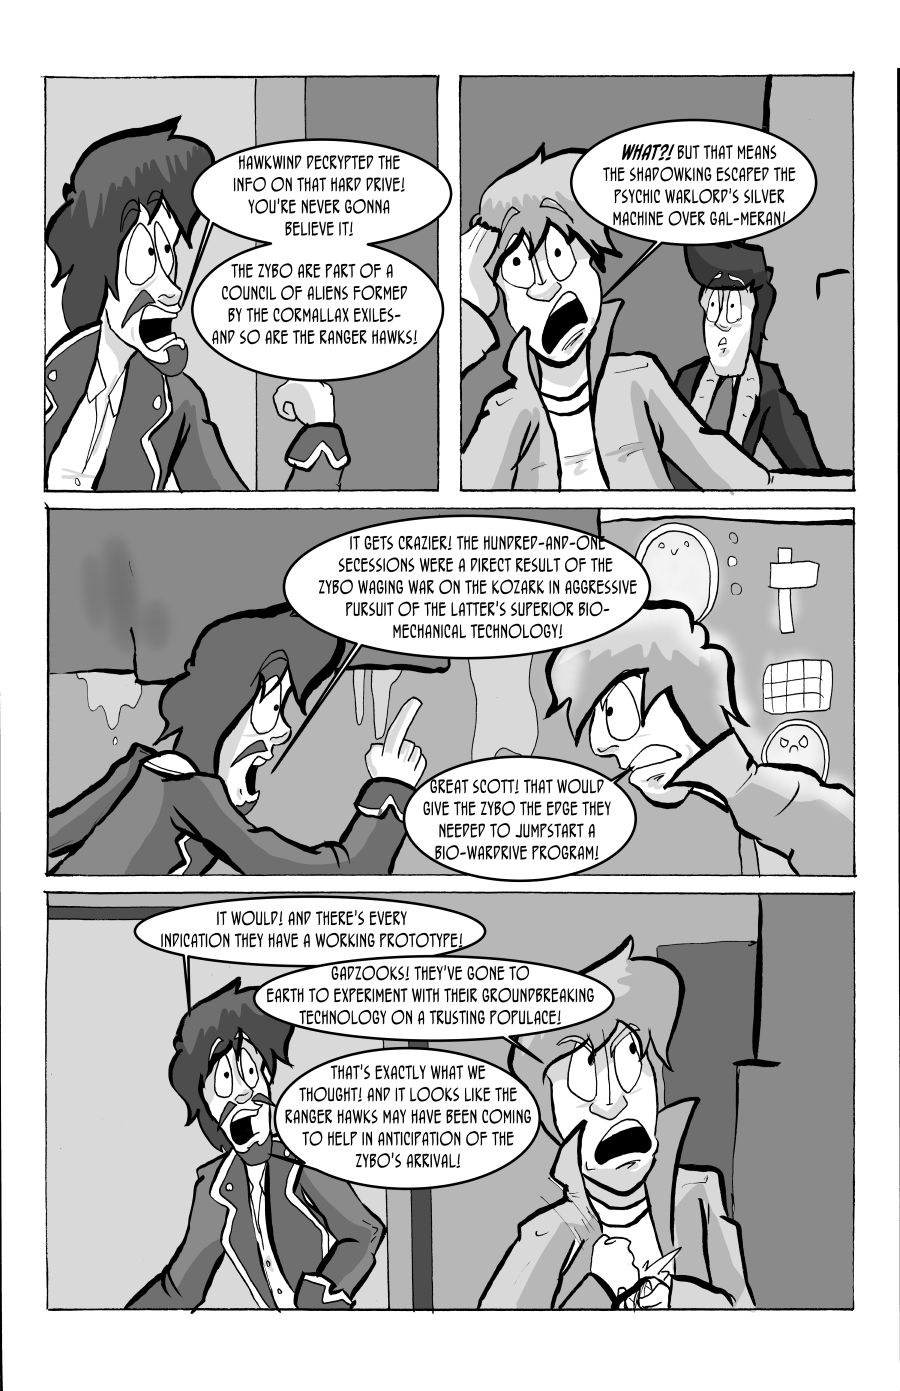 HAWKWIND DECRYPTED THE
INFO ON THAT HARD DRIVE!
YOU'RE NEVER GONNA
BELIEVE IT!
THE ZYBO ARE PART OF A
COUNCIL OF ALIENS FORMED
BY THE CORMALLAX EXILES-
AND SO ARE THE RANGER HAWKS!
WHAT?! BUT THAT MEANS
THE SHADOWKING ESCAPED THE
PSYCHIC WARLORD'S SILVER
MACHINE OVER GAL-MERAN!
IT GETS CRAZIER! THE HUNDRED-AND-ONE
SECESSIONS WERE A DIRECT RESULT OF THE
ZYBO WAGING WAR ON THE KOZARK IN AGGRESSIVE
PURSUIT OF THE LATTER'S SUPERIOR BIO-
MECHANICAL TECHNOLOGY!
GREAT SCOTT! THAT WOULD
GIVE THE ZYBO THE EDGE THEY
NEEDED TO JUMPSTART A
BIO-WARDRIVE PROGRAM!
IT WOULD! AND THERE'S EVERY
INDICATION THEY HAVE A WORKING PROTOTYPE!
GADZOOKS! THEY'VE GONE TO
EARTH TO EXPERIMENT WITH THEIR GROUNDBREAKING
TECHNOLOGY ON A TRUSTING POPULACE!
THAT'S EXACTLY WHAT WE
THOUGHT! AND IT LOOKS LIKE THE
RANGER HAWKS MAY HAVE BEEN COMING
TO HELP IN ANTICIPATION OF THE
ZYBO'S ARRIVAL!